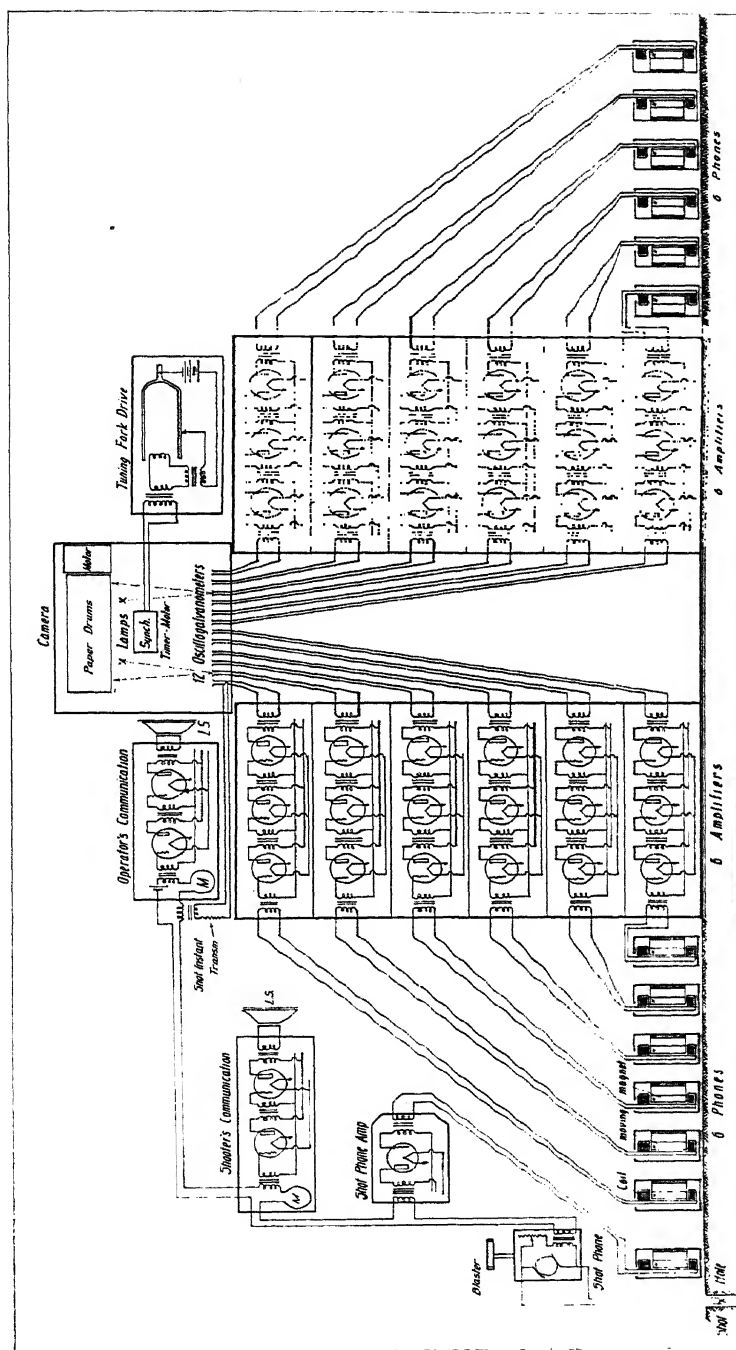 Camera
Motor
Paper Drums
x Lamps x
Synch.
Timer-Motor
12 Oscillogalvanometers
Tuning Fork Drive
Operator's Communication
L.S.
M
Shot Instant
Transm
Shooter's Communication
L.S.
M
Shot Phone Amp
Blaster
Shot Phone
6 Amplifiers
6 Amplifiers
Coil
moving
magnet
6 Phones
6 Phones
Shot Hole